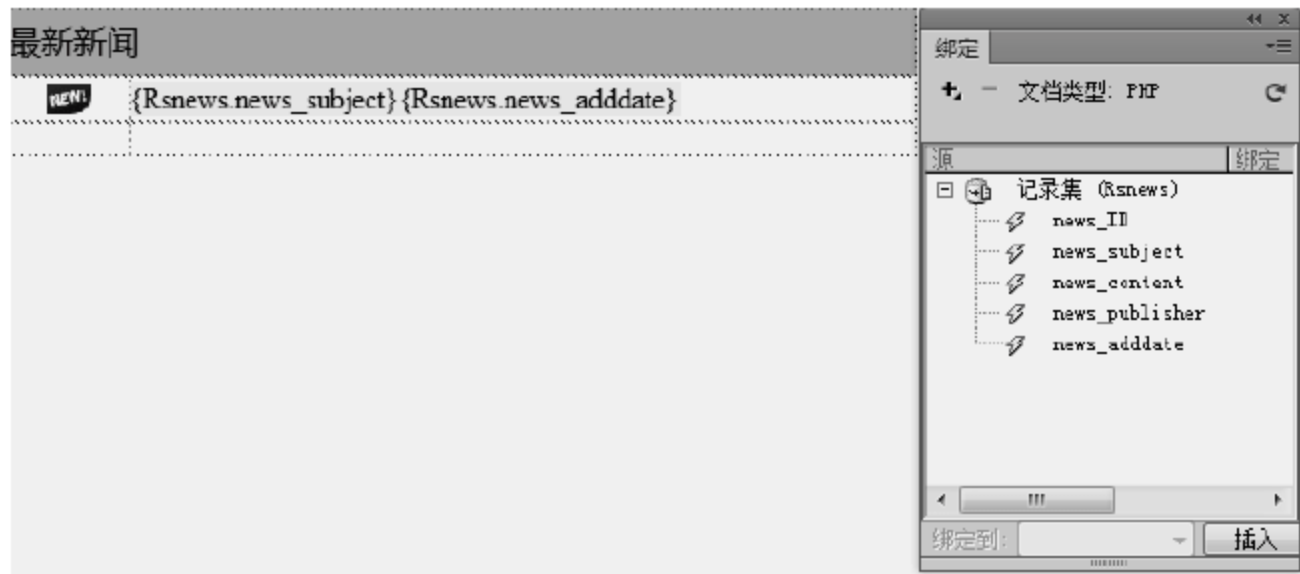 最新新闻
NEW!
{Rsnews.news_subject} {Rsnews.news_adddate}
绑定
文档类型: PHP
源 绑定
记录集 (Rsnews)
news_ID
news_subject
news_content
news_publisher
news_adddate
绑定到:
插入